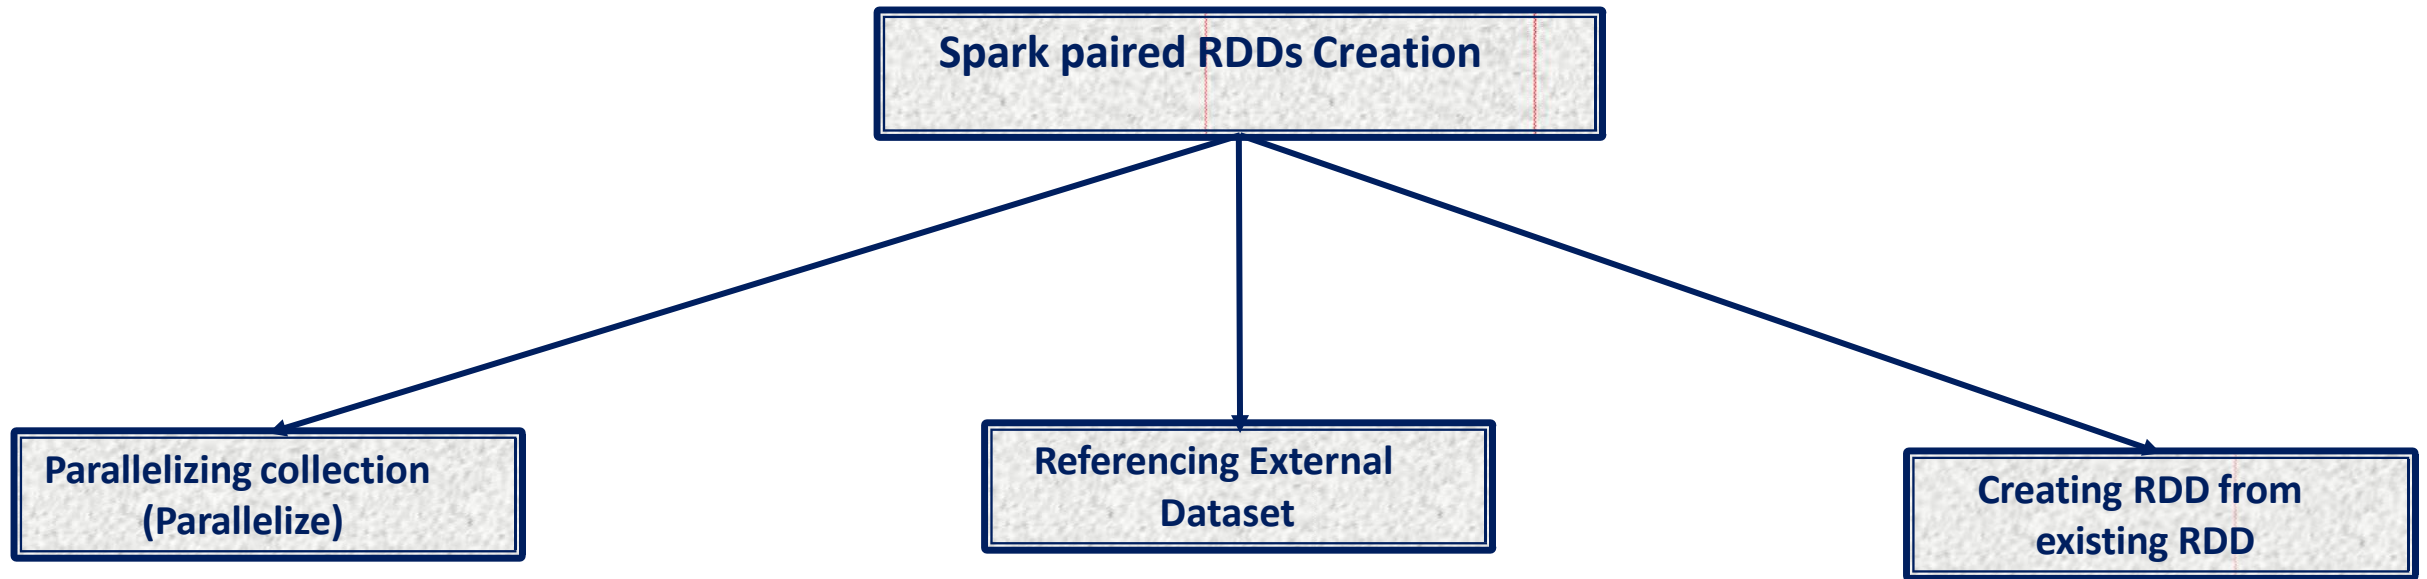 Spark paired RDDs Creation
Parallelizing collection
(Parallelize)
Referencing External
Dataset
Creating RDD from
existing RDD